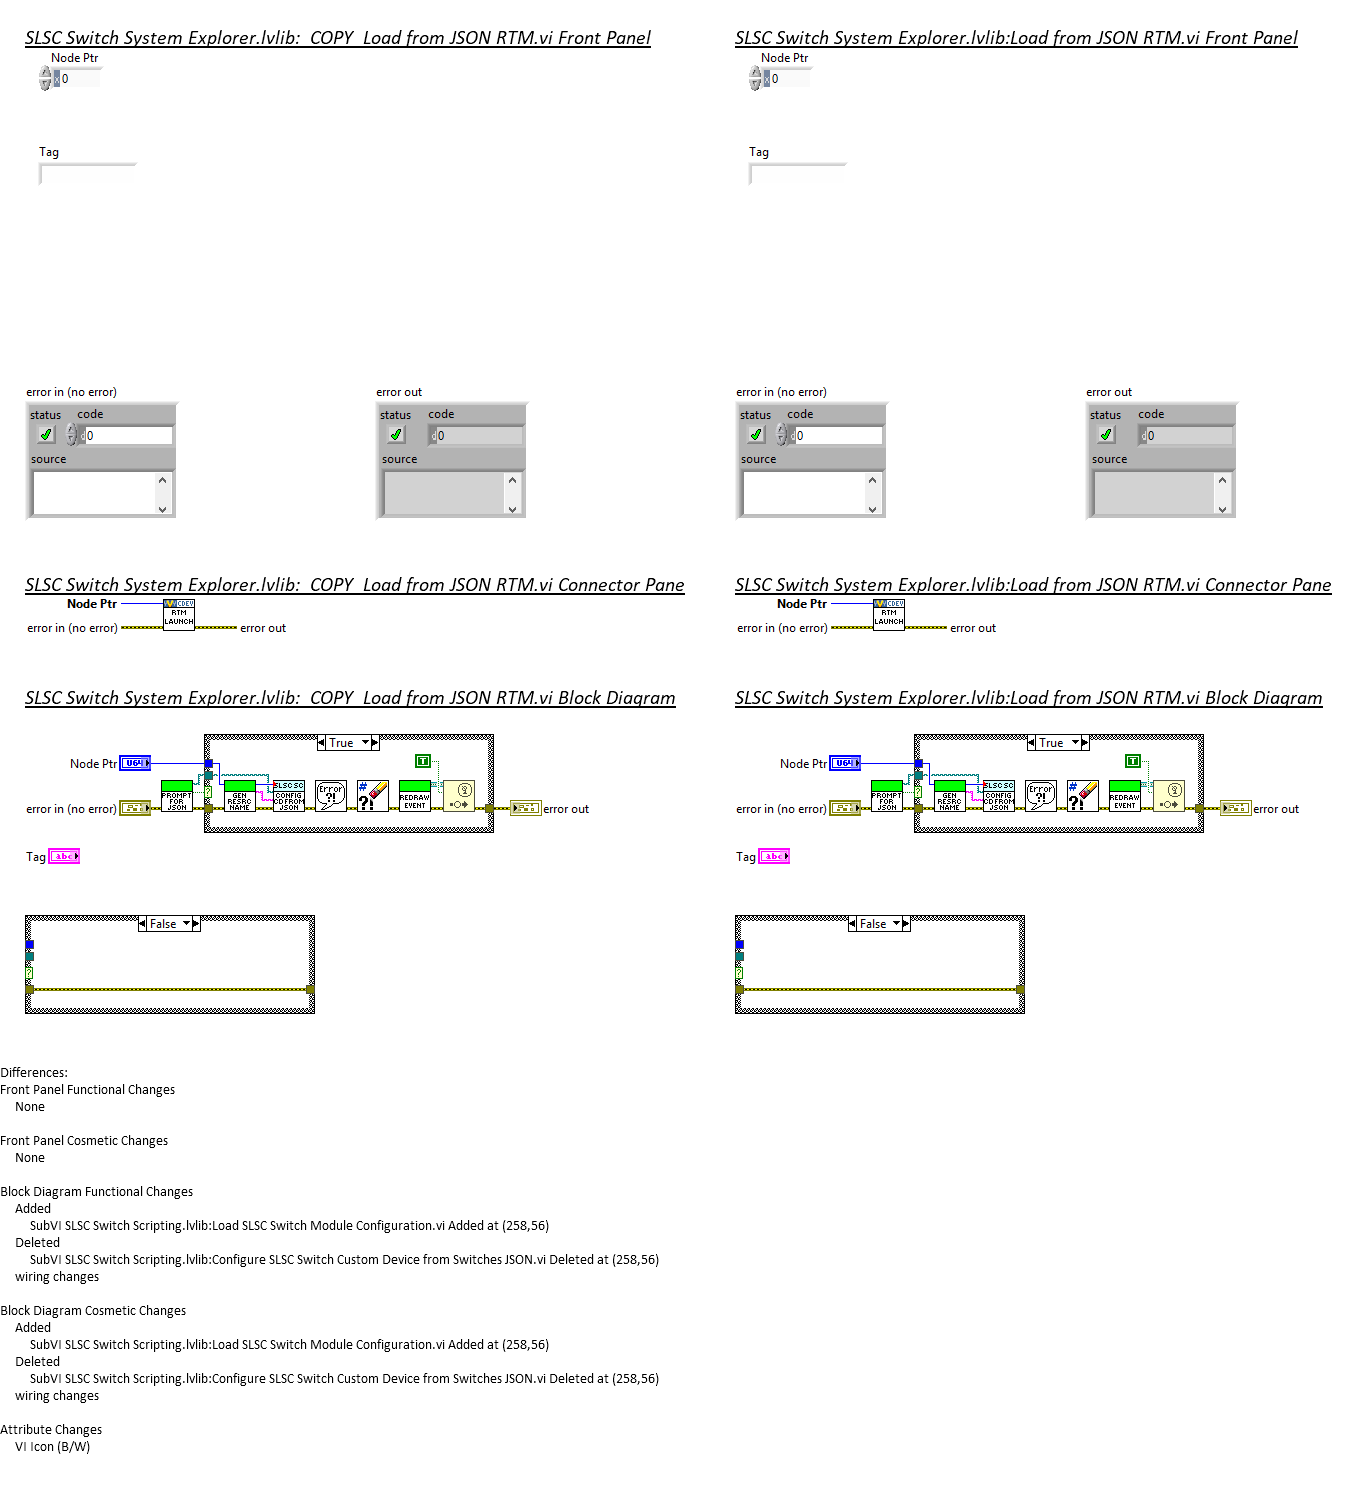 SLSC Switch System Explorer.lvlib:_COPY_Load from JSON RTM.vi Front Panel
Node Ptr
x 0
Tag
error in (no error)
error out
status
code
d 0
source
status
code
d 0
source
SLSC Switch System Explorer.lvlib:_COPY_Load from JSON RTM.vi Connector Pane
Node Ptr
CDEV
RTM
LAUNCH
error in (no error)
error out
SLSC Switch System Explorer.lvlib:_COPY_Load from JSON RTM.vi Block Diagram
True
Node Ptr
U64
T
PROMPT
FOR
JSON
?
GEN
RESRC
NAME
SLSC SC
CONFIG
CD FROM
JSON
Error
?!
#
?!
REDRAW
EVENT
error in (no error)
error out
Tag
abc
False
?
SLSC Switch System Explorer.lvlib:Load from JSON RTM.vi Front Panel
Node Ptr
x 0
Tag
error in (no error)
error out
status
code
d 0
source
status
code
d 0
source
SLSC Switch System Explorer.lvlib:Load from JSON RTM.vi Connector Pane
Node Ptr
CDEV
RTM
LAUNCH
error in (no error)
error out
SLSC Switch System Explorer.lvlib:Load from JSON RTM.vi Block Diagram
True
Node Ptr
U64
T
PROMPT
FOR
JSON
?
GEN
RESRC
NAME
SLSC SC
CONFIG
CD FROM
JSON
Error
?!
#
?!
REDRAW
EVENT
error in (no error)
error out
Tag
abc
False
?
Differences:
Front Panel Functional Changes
None
Front Panel Cosmetic Changes
None
Block Diagram Functional Changes
Added
SubVI SLSC Switch Scripting.lvlib:Load SLSC Switch Module Configuration.vi Added at (258,56)
Deleted
SubVI SLSC Switch Scripting.lvlib:Configure SLSC Switch Custom Device from Switches JSON.vi Deleted at (258,56)
wiring changes
Block Diagram Cosmetic Changes
Added
SubVI SLSC Switch Scripting.lvlib:Load SLSC Switch Module Configuration.vi Added at (258,56)
Deleted
SubVI SLSC Switch Scripting.lvlib:Configure SLSC Switch Custom Device from Switches JSON.vi Deleted at (258,56)
wiring changes
Attribute Changes
VI Icon (B/W)